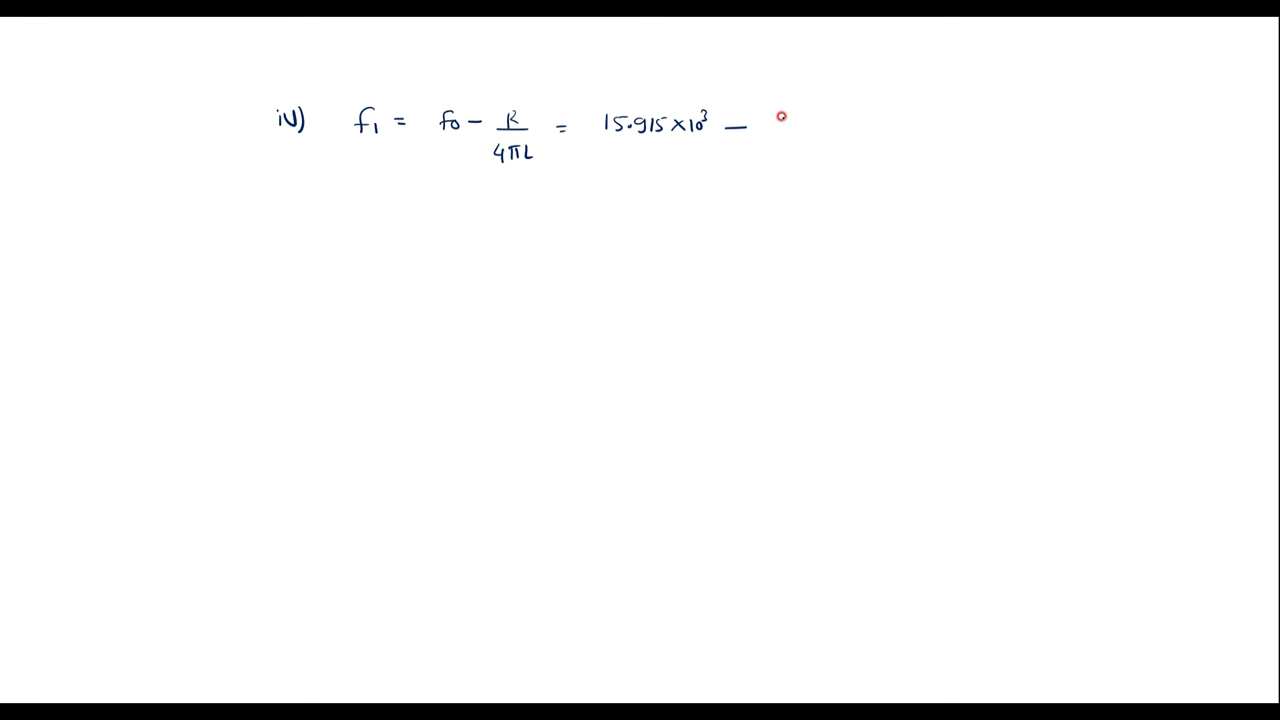 iv) f₁ = f₀ - R/4πL = 15.915×10³ -